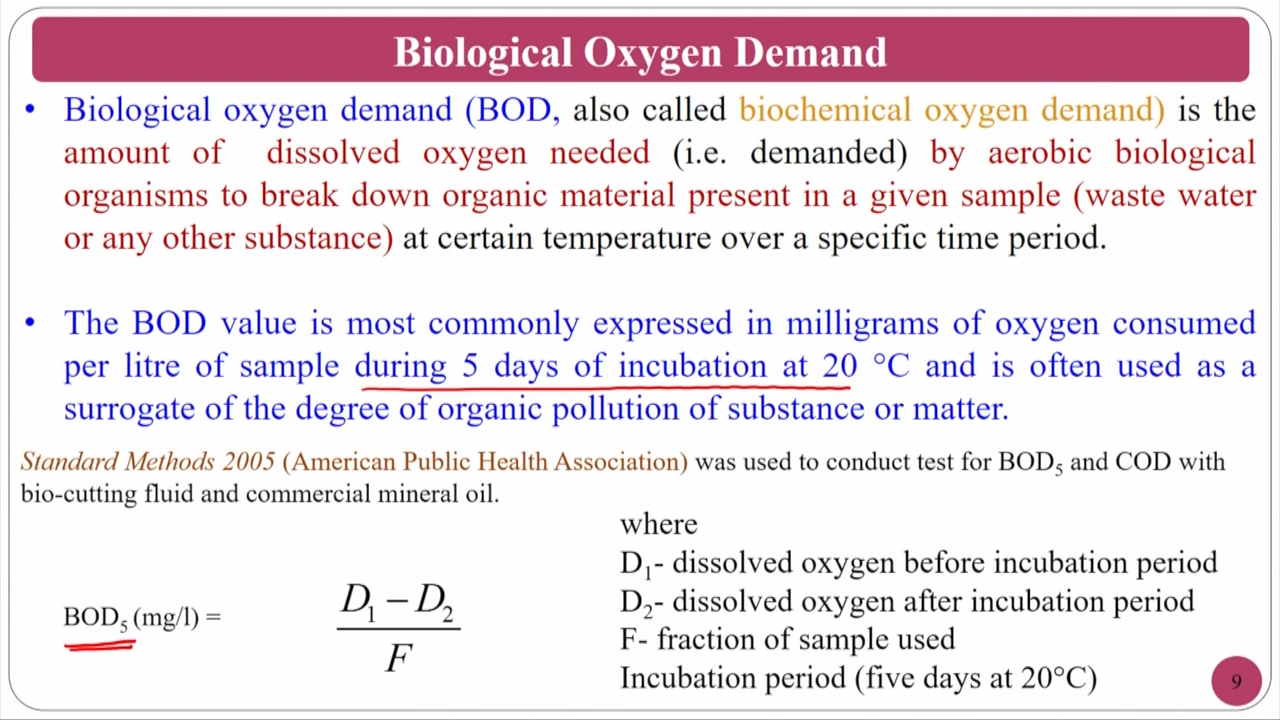 Biological Oxygen Demand
• Biological oxygen demand (BOD, also called biochemical oxygen demand) is the
amount of dissolved oxygen needed (i.e. demanded) by aerobic biological
organisms to break down organic material present in a given sample (waste water
or any other substance) at certain temperature over a specific time period.
• The BOD value is most commonly expressed in milligrams of oxygen consumed
per litre of sample during 5 days of incubation at 20 °C and is often used as a
surrogate of the degree of organic pollution of substance or matter.
Standard Methods 2005 (American Public Health Association) was used to conduct test for BOD₅ and COD with
bio-cutting fluid and commercial mineral oil.
BOD₅ (mg/l) =
D₁ – D₂
F
where
D₁- dissolved oxygen before incubation period
D₂- dissolved oxygen after incubation period
F- fraction of sample used
Incubation period (five days at 20°C)
9